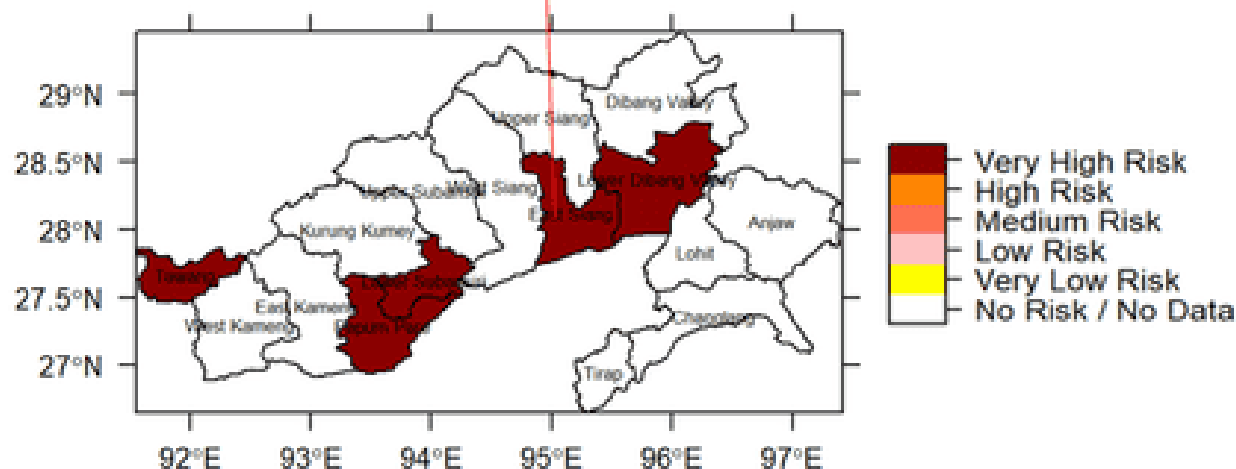 29°N
28.5°N
28°N
27.5°N
27°N
92°E
93°E
94°E
95°E
96°E
97°E
Dibang Valley
Upper Siang
Lower Dibang Valley
Upper Subansiri
West Siang
East Siang
Anjaw
Kurung Kumey
Lohit
Tawang
Lower Subansiri
East Kameng
West Kameng
Papum Pare
Changlang
Tirap
Very High Risk
High Risk
Medium Risk
Low Risk
Very Low Risk
No Risk / No Data